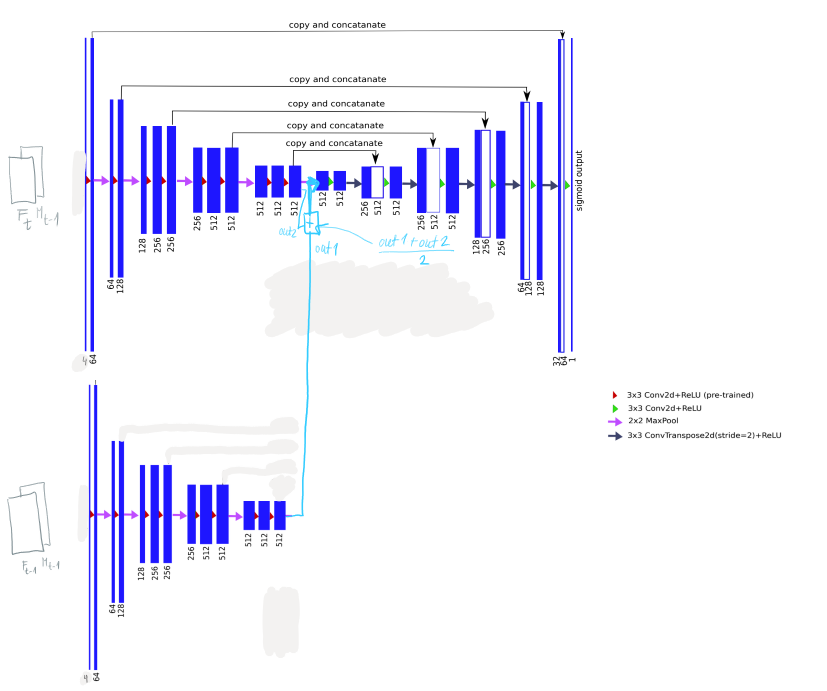 copy and concatanate
copy and concatanate
copy and concatanate
copy and concatanate
copy and concatanate
F_t M_{t-1}
4 64
64 128
128 256 256
256 512 512
512 512 512
512 512
512
256 512
128 256 256
64 128 128
32 64 1
sigmoid output
out2
+
out1
out1+out2
2
3x3 Conv2d+ReLU (pre-trained)
3x3 Conv2d+ReLU
2x2 MaxPool
3x3 ConvTranspose2d(stride=2)+ReLU
F_{t-1} M_{t-1}
4 64
64 128
128 256 256
256 512 512
512 512 512